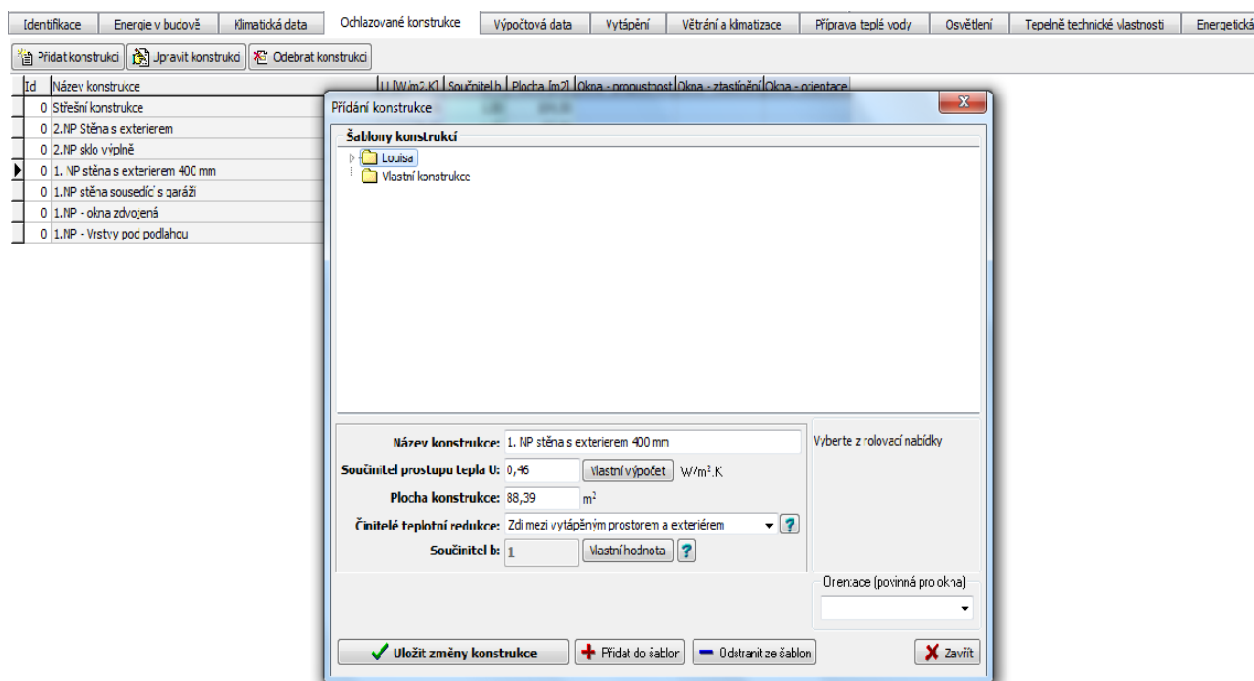 Identifikace Energie v budově Klimatická data Ochlazované konstrukce Výpočtová data Vytápění Větrání a klimatizace Příprava teplé vody Osvětlení Tepelně technické vlastnosti Energetická
Přidat konstrukci Upravit konstrukci Odebrat konstrukci
Id Název konstrukce U [W/m2.K] Součinitel b Plocha [m2] Okna - propustnost Okna - ztastínění Okna - orientace
0 Střešní konstrukce
0 2.NP Stěna s exterierem
0 2.NP sklo výplně
0 1. NP stěna s exterierem 400 mm
0 1.NP stěna sousedící s garáži
0 1.NP - okna zdvojená
0 1.NP - Vrstvy pod podlahou
Přídání konstrukce X
Šablony konstrukcí
Louisa
Vlastní konstrukce
Název konstrukce: 1. NP stěna s exterierem 400 mm
Vyberte z rolovací nabídky
Součinitel prostupu tepla U: 0,46 Vlastní výpočet W/m².K
Plocha konstrukce: 88,39 m²
Činitelé teplotní redukce: Zdi mezi vytápěným prostorem a exteriérem ?
Součinitel b: 1 Vlastní hodnota ?
Orientace (povinná pro okna)
Uložit změny konstrukce Přidat do šablon Odstranit ze šablon Zavřít